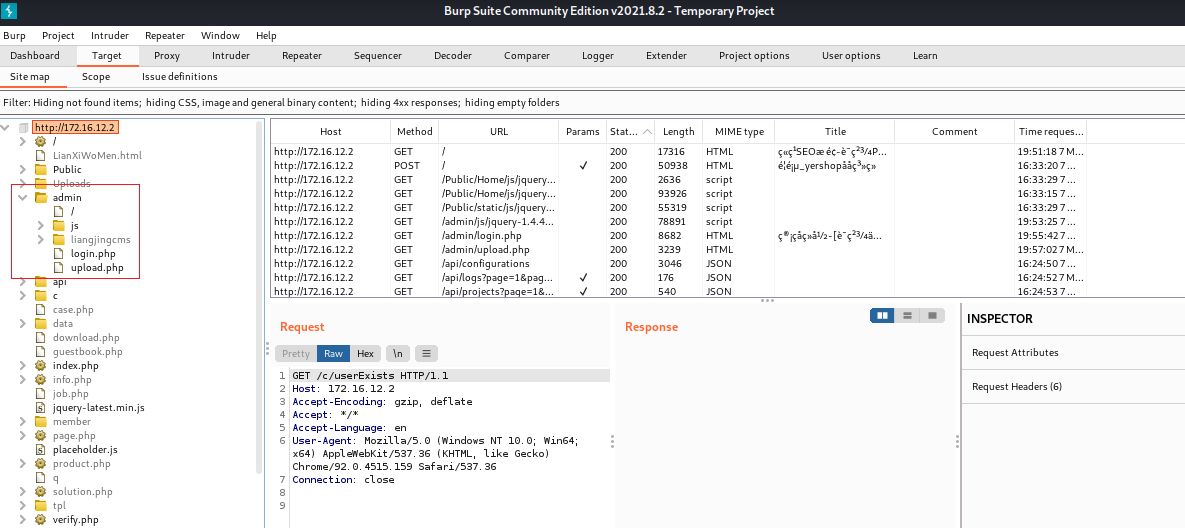 Burp Suite Community Edition v2021.8.2 - Temporary Project
Burp Project Intruder Repeater Window Help
Dashboard Target Proxy Intruder Repeater Sequencer Decoder Comparer Logger Extender Project options User options Learn
Site map Scope Issue definitions
Filter: Hiding not found items; hiding CSS, image and general binary content; hiding 4xx responses; hiding empty folders
http://172.16.12.2
/
LianXiWoMen.html
Public
Uploads
admin
/
js
liangjingcms
login.php
upload.php
api
c
case.php
data
download.php
guestbook.php
index.php
info.php
job.php
jquery-latest.min.js
member
page.php
placeholder.js
product.php
q
solution.php
tpl
verify.php
Host Method URL Params Stat... Length MIME type Title Comment Time reques...
http://172.16.12.2 GET / 200 17316 HTML 19:51:18 7 M...
http://172.16.12.2 POST / ✓ 200 50938 HTML 16:33:20 7 ...
http://172.16.12.2 GET /Public/Home/js/jquery... 200 2636 script 16:33:29 7 ...
http://172.16.12.2 GET /Public/Home/js/jquery... 200 93926 script 16:33:15 7 ...
http://172.16.12.2 GET /Public/static/js/jquery... 200 55319 script 16:33:29 7 ...
http://172.16.12.2 GET /admin/js/jquery-1.4.4... 200 78891 script 19:53:25 7 ...
http://172.16.12.2 GET /admin/login.php 200 8682 HTML 19:55:42 7 ...
http://172.16.12.2 GET /admin/upload.php 200 3239 HTML 19:57:02 7 M...
http://172.16.12.2 GET /api/configurations 200 3046 JSON 16:24:50 7 ...
http://172.16.12.2 GET /api/logs?page=1&pag... ✓ 200 176 JSON 16:24:52 7 M...
http://172.16.12.2 GET /api/projects?page=1&... ✓ 200 540 JSON 16:24:53 7 ...
Request
Pretty Raw Hex \n
1 GET /c/userExists HTTP/1.1
2 Host: 172.16.12.2
3 Accept-Encoding: gzip, deflate
4 Accept: */*
5 Accept-Language: en
6 User-Agent: Mozilla/5.0 (Windows NT 10.0; Win64;
x64) AppleWebKit/537.36 (KHTML, like Gecko)
Chrome/92.0.4515.159 Safari/537.36
7 Connection: close
8
9
Response
INSPECTOR
Request Attributes
Request Headers (6)